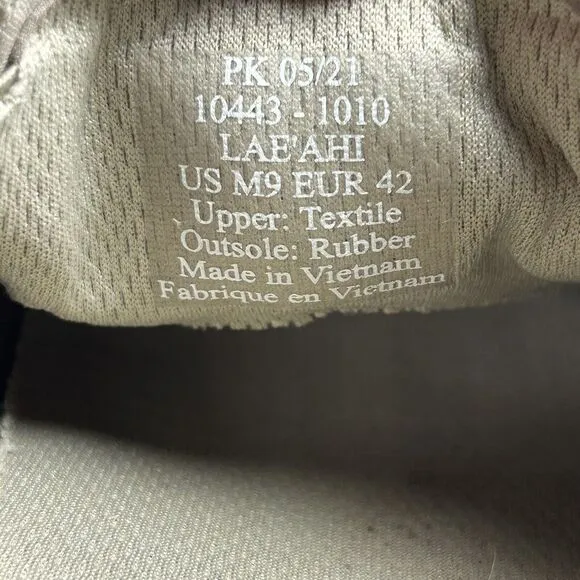 PK 05/21
10443 - 1010
LAE'AHI
US M9 EUR 42
Upper: Textile
Outsole: Rubber
Made in Vietnam
Fabrique en Vietnam